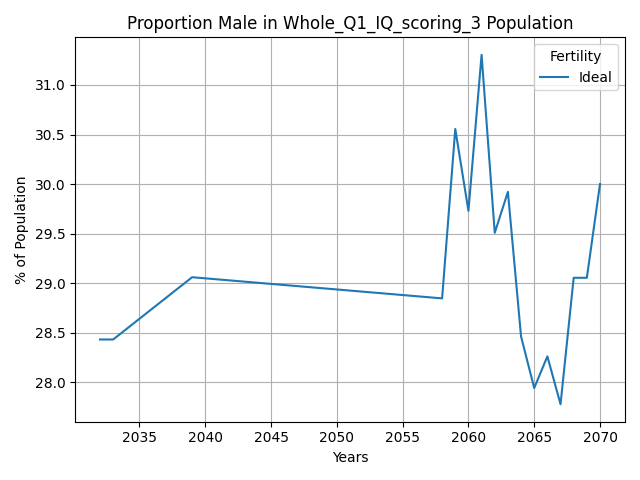 Proportion Male in Whole_Q1_IQ_scoring_3 Population
Fertility
Ideal
% of Population
31.0
30.5
30.0
29.5
29.0
28.5
28.0
2035 2040 2045 2050 2055 2060 2065 2070
Years